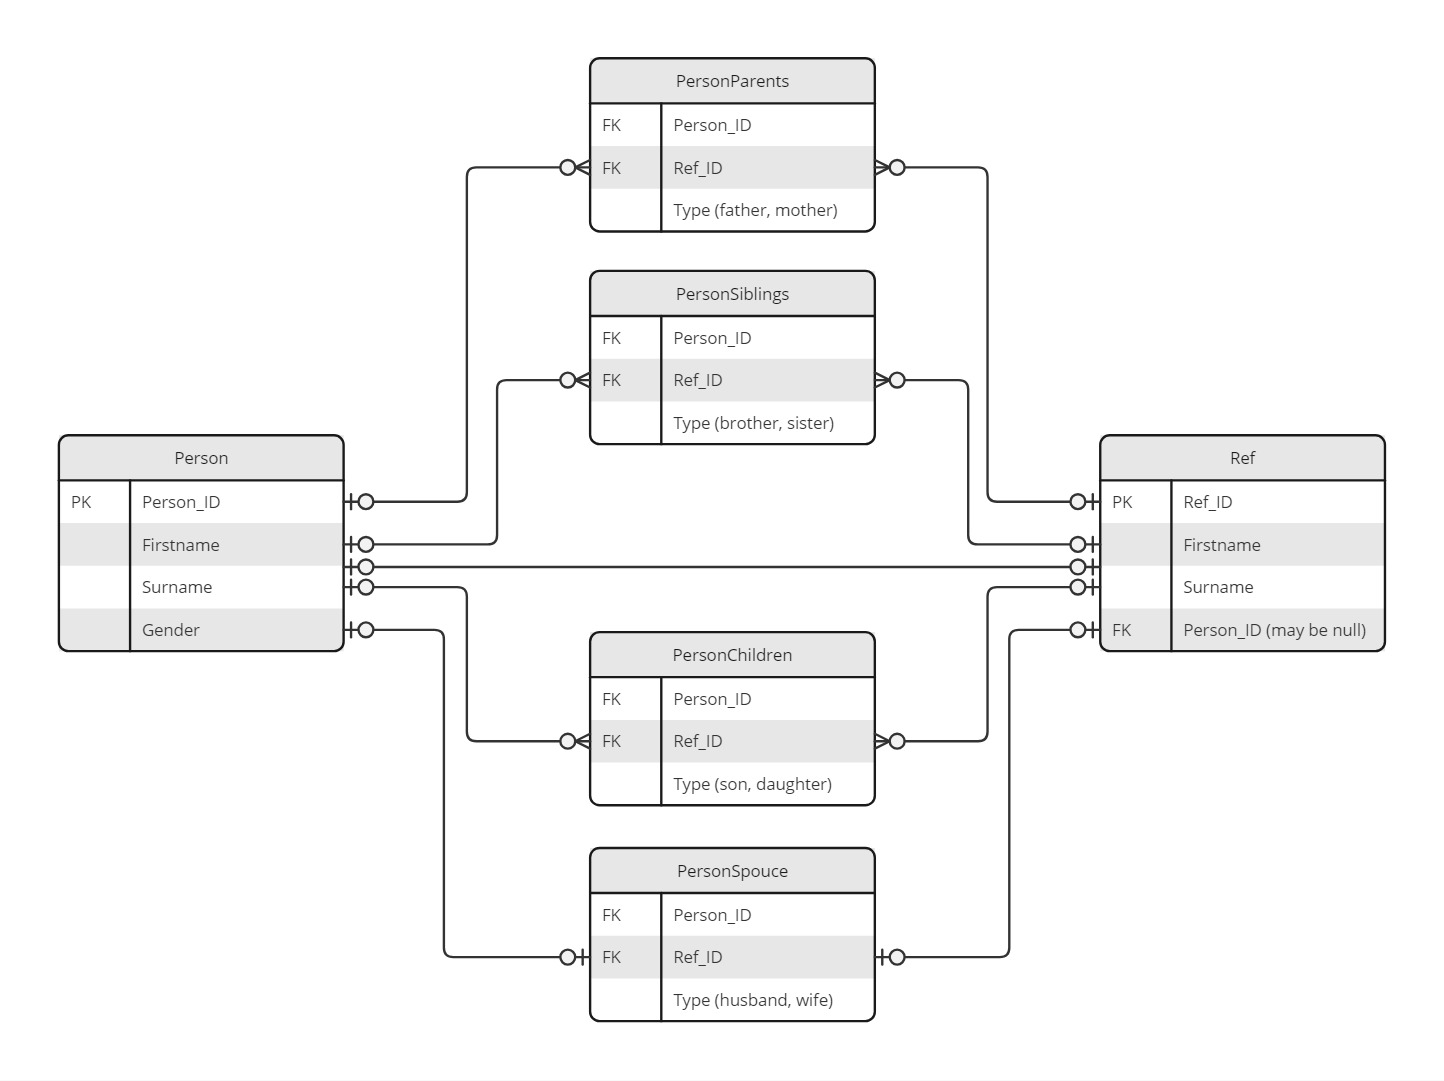 PersonParents
FK Person_ID
FK Ref_ID
Type (father, mother)
PersonSiblings
FK Person_ID
FK Ref_ID
Type (brother, sister)
Person
PK Person_ID
Firstname
Surname
Gender
Ref
PK Ref_ID
Firstname
Surname
FK Person_ID (may be null)
PersonChildren
FK Person_ID
FK Ref_ID
Type (son, daughter)
PersonSpouce
FK Person_ID
FK Ref_ID
Type (husband, wife)